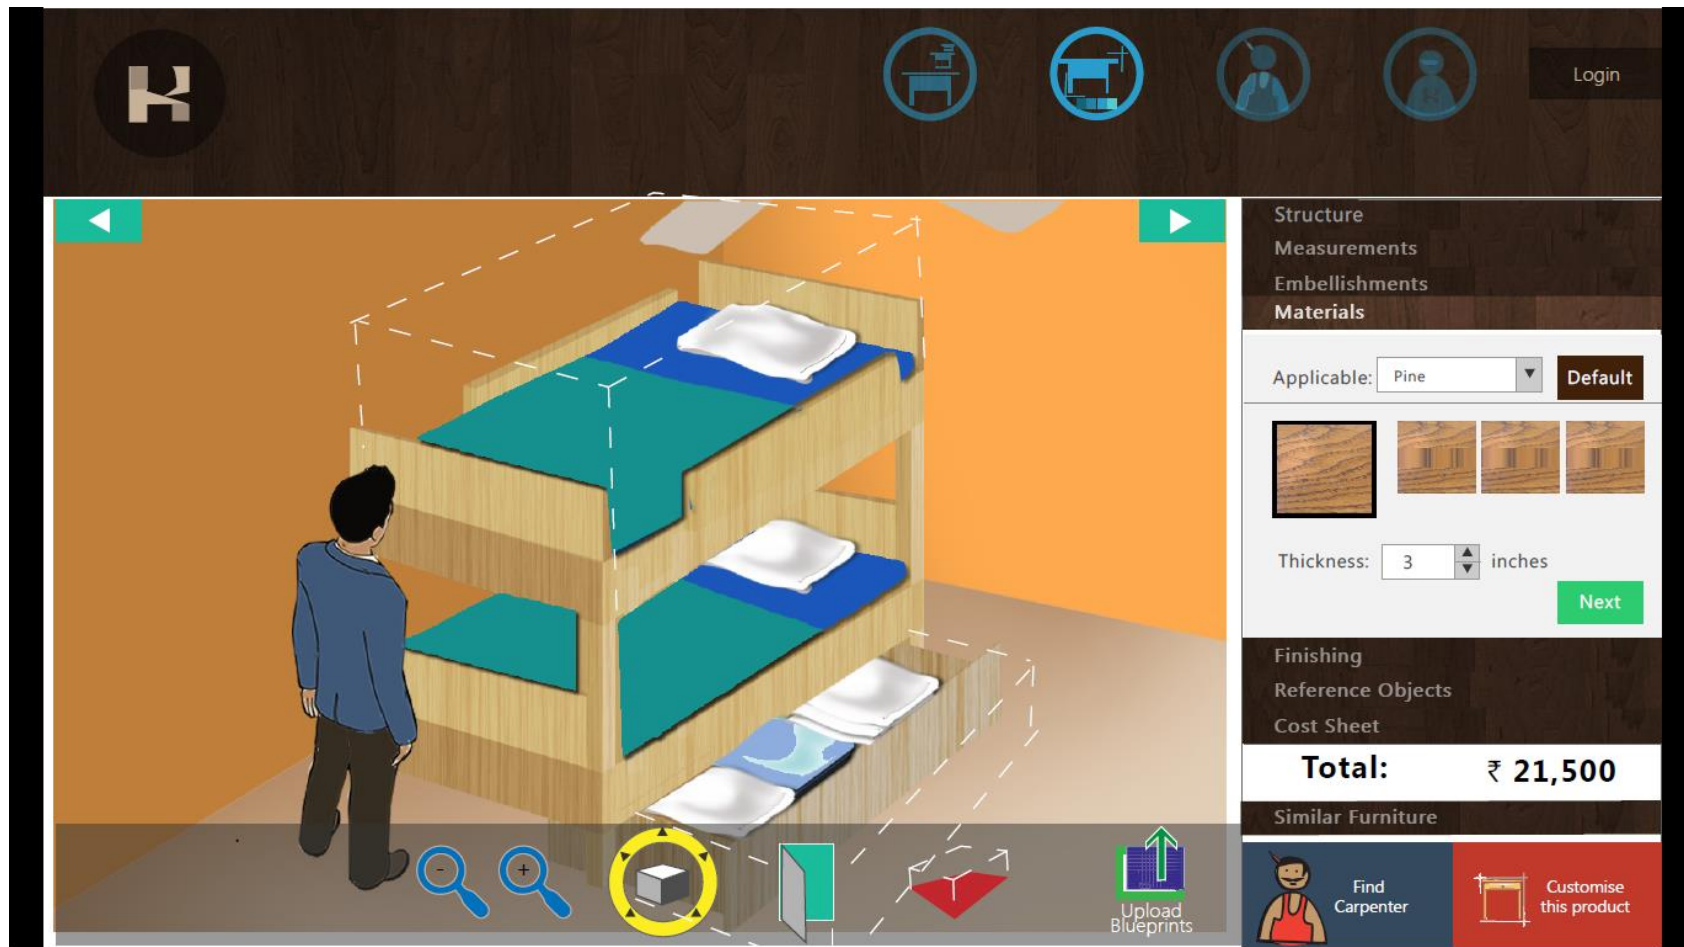 Login
Structure
Measurements
Embellishments
Materials
Applicable: Pine Default
Thickness: 3 inches
Next
Finishing
Reference Objects
Cost Sheet
Total: ₹ 21,500
Similar Furniture
- +
Upload
Blueprints
Find
Carpenter
Customise
this product